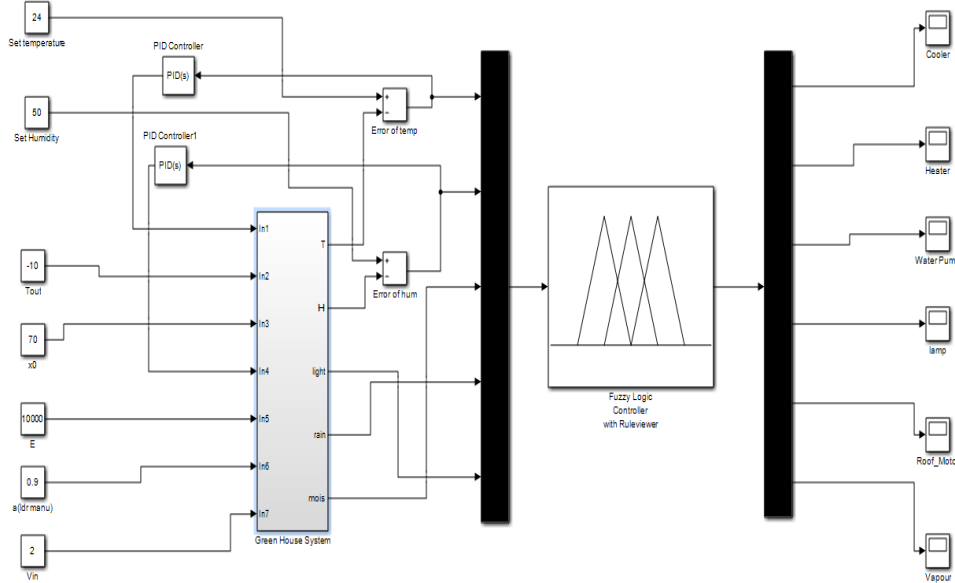 24
Set temperature
PID Controller
PID(s)
50
Set Humidity
PID Controller1
PID(s)
+
−
Error of temp
+
−
Error of hum
-10
Tout
70
x0
10000
E
0.9
a(ldr manu)
2
Vin
In1
In2
In3
In4
In5
In6
In7
T
H
light
rain
mois
Green House System
Fuzzy Logic
Controller
with Ruleviewer
Cooler
Heater
Water Pum
lamp
Roof_Moto
Vapour